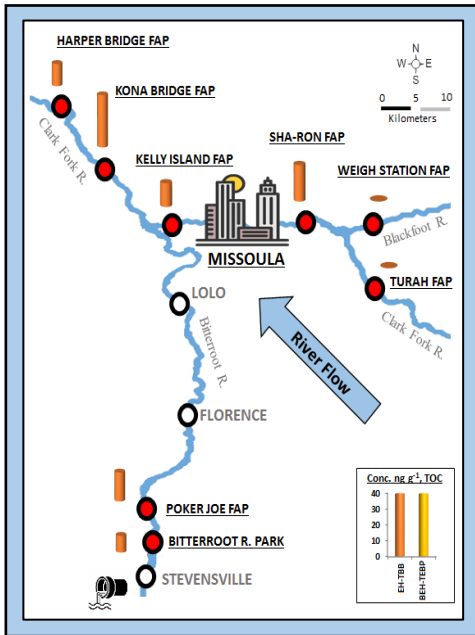 HARPER BRIDGE FAP
KONA BRIDGE FAP
KELLY ISLAND FAP
SHA-RON FAP
WEIGH STATION FAP
TURAH FAP
N
W E
S
0 5 10
Kilometers
Clark Fork R.
Blackfoot R.
Clark Fork R.
MISSOULA
LOLO
Bitterroot R.
River Flow
FLORENCE
POKER JOE FAP
BITTERROOT R. PARK
STEVENSVILLE
Conc. ng g⁻¹, TOC
40
30
20
10
0
EH-TBB
BEH-TEBP